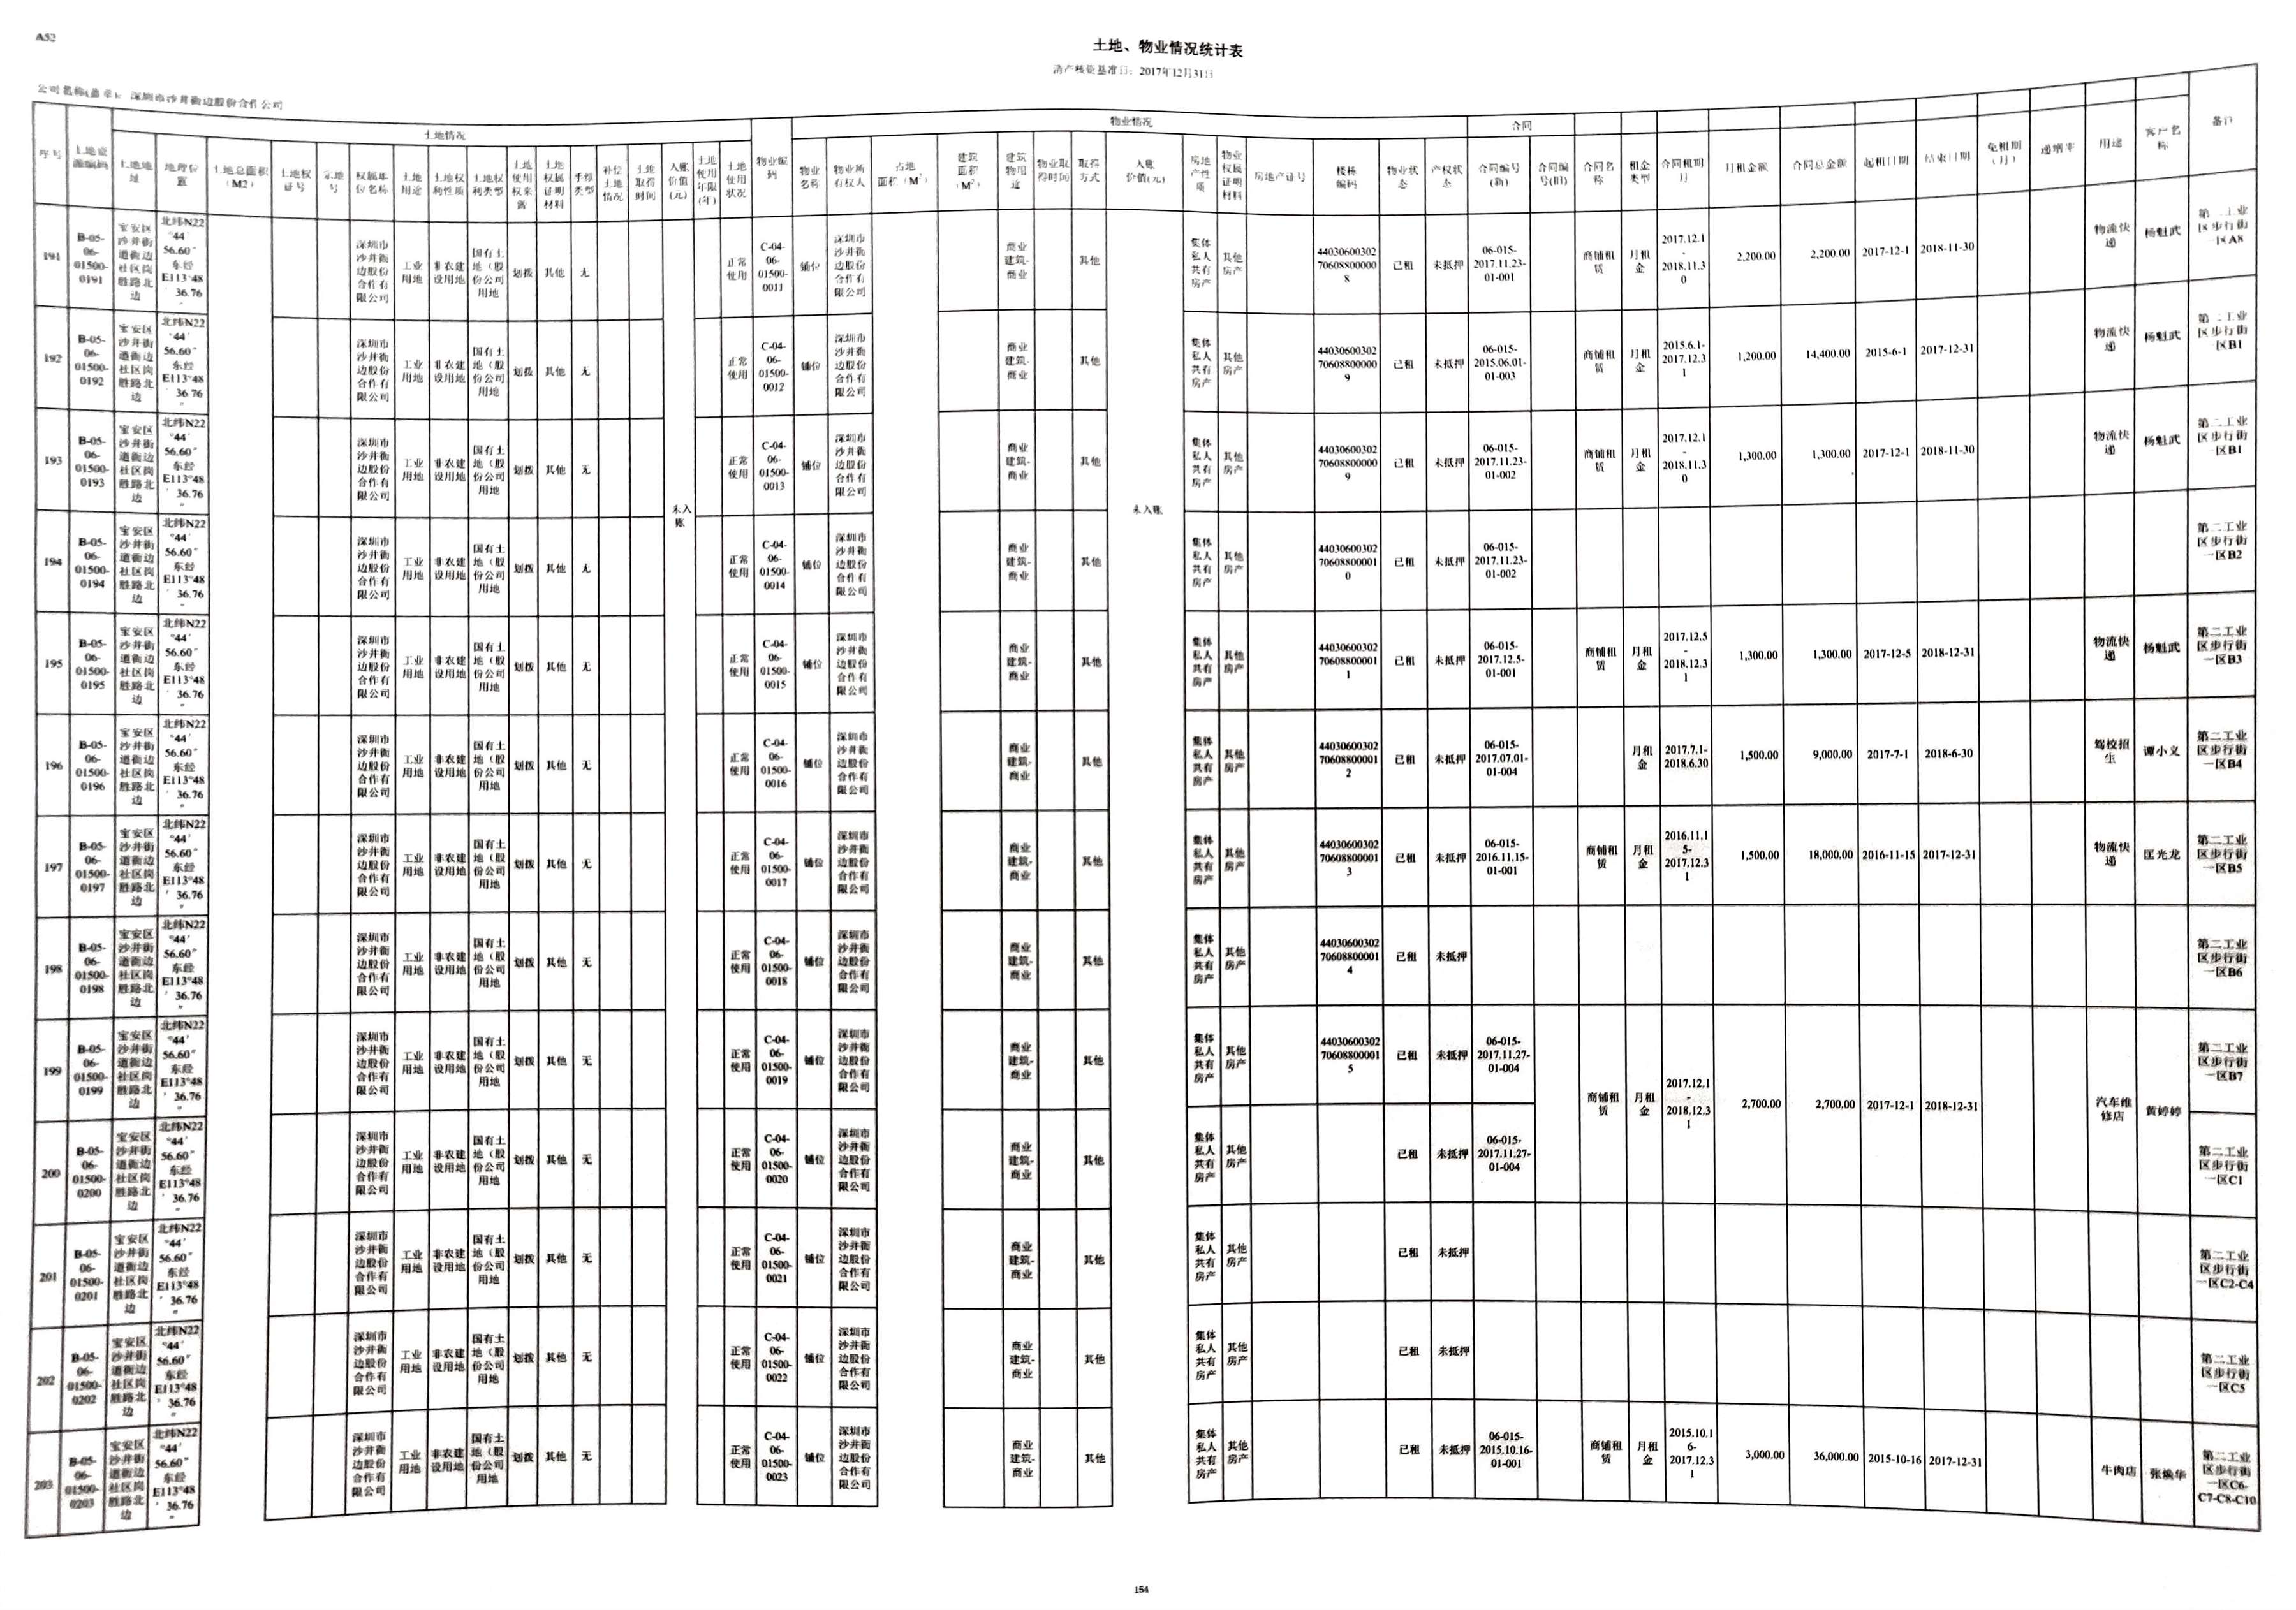 A52
土地、物业情况统计表
清产核资基准日：2017年12月31日
公司名称(盖章)：深圳市沙井衙边股份合作公司
序号 土地资源编码 土地情况 物业编码 物业情况 合同 备注
土地地址 地理位置 土地总面积（M2） 土地权证号 宗地号 权属单位名称 土地用途 土地权利性质 土地权利类型 土地使用权来源 土地权属证明材料 手续类型 补偿土地情况 土地取得时间 入账价值(元) 土地使用年限(年) 土地使用状况 物业名称 物业所有权人 占地面积（M²） 建筑面积（M²） 建筑物用途 物业取得时间 取得方式 入账价值(元) 房地产性质 物业权属证明材料 房地产证号 楼栋编码 物业状态 产权状态 合同编号(新) 合同编号(旧) 合同名称 租金类型 合同租期月 月租金额 合同总金额 起租日期 结束日期 免租期(月) 递增率 用途 客户名称
191 B-05-06-01500-0191 宝安区沙井街道衙边社区岗胜路北边 北纬N22°44′56.60″东经E113°48′36.76″ 深圳市沙井衙边股份合作有限公司 工业用地 非农建设用地 国有土地（股份公司用地 划拨 其他 无 正常使用 C-04-06-01500-0011 铺位 深圳市沙井衙边股份合作有限公司 商业建筑-商业 其他 集体私人共有房产 其他房产 44030600302706088000008 已租 未抵押 06-015-2017.11.23-01-001 商铺租赁 月租金 2017.12.1-2018.11.30 2,200.00 2,200.00 2017-12-1 2018-11-30 物流快递 杨魁武 第二工业区步行街一区A8
192 B-05-06-01500-0192 宝安区沙井街道衙边社区岗胜路北边 北纬N22°44′56.60″东经E113°48′36.76″ 深圳市沙井衙边股份合作有限公司 工业用地 非农建设用地 国有土地（股份公司用地 划拨 其他 无 正常使用 C-04-06-01500-0012 铺位 深圳市沙井衙边股份合作有限公司 商业建筑-商业 其他 集体私人共有房产 其他房产 44030600302706088000009 已租 未抵押 06-015-2015.06.01-01-003 商铺租赁 月租金 2015.6.1-2017.12.31 1,200.00 14,400.00 2015-6-1 2017-12-31 物流快递 杨魁武 第二工业区步行街一区B1
193 B-05-06-01500-0193 宝安区沙井街道衙边社区岗胜路北边 北纬N22°44′56.60″东经E113°48′36.76″ 深圳市沙井衙边股份合作有限公司 工业用地 非农建设用地 国有土地（股份公司用地 划拨 其他 无 未入账 正常使用 C-04-06-01500-0013 铺位 深圳市沙井衙边股份合作有限公司 商业建筑-商业 其他 未入账 集体私人共有房产 其他房产 44030600302706088000009 已租 未抵押 06-015-2017.11.23-01-002 商铺租赁 月租金 2017.12.1-2018.11.30 1,300.00 1,300.00 2017-12-1 2018-11-30 物流快递 杨魁武 第二工业区步行街一区B1
194 B-05-06-01500-0194 宝安区沙井街道衙边社区岗胜路北边 北纬N22°44′56.60″东经E113°48′36.76″ 深圳市沙井衙边股份合作有限公司 工业用地 非农建设用地 国有土地（股份公司用地 划拨 其他 无 正常使用 C-04-06-01500-0014 铺位 深圳市沙井衙边股份合作有限公司 商业建筑-商业 其他 集体私人共有房产 其他房产 44030600302706088000010 已租 未抵押 06-015-2017.11.23-01-002 第二工业区步行街一区B2
195 B-05-06-01500-0195 宝安区沙井街道衙边社区岗胜路北边 北纬N22°44′56.60″东经E113°48′36.76″ 深圳市沙井衙边股份合作有限公司 工业用地 非农建设用地 国有土地（股份公司用地 划拨 其他 无 正常使用 C-04-06-01500-0015 铺位 深圳市沙井衙边股份合作有限公司 商业建筑-商业 其他 集体私人共有房产 其他房产 44030600302706088000011 已租 未抵押 06-015-2017.12.5-01-001 商铺租赁 月租金 2017.12.5-2018.12.31 1,300.00 1,300.00 2017-12-5 2018-12-31 物流快递 杨魁武 第二工业区步行街一区B3
196 B-05-06-01500-0196 宝安区沙井街道衙边社区岗胜路北边 北纬N22°44′56.60″东经E113°48′36.76″ 深圳市沙井衙边股份合作有限公司 工业用地 非农建设用地 国有土地（股份公司用地 划拨 其他 无 正常使用 C-04-06-01500-0016 铺位 深圳市沙井衙边股份合作有限公司 商业建筑-商业 其他 集体私人共有房产 其他房产 44030600302706088000012 已租 未抵押 06-015-2017.07.01-01-004 月租金 2017.7.1-2018.6.30 1,500.00 9,000.00 2017-7-1 2018-6-30 驾校招生 谭小义 第二工业区步行街一区B4
197 B-05-06-01500-0197 宝安区沙井街道衙边社区岗胜路北边 北纬N22°44′56.60″东经E113°48′36.76″ 深圳市沙井衙边股份合作有限公司 工业用地 非农建设用地 国有土地（股份公司用地 划拨 其他 无 正常使用 C-04-06-01500-0017 铺位 深圳市沙井衙边股份合作有限公司 商业建筑-商业 其他 集体私人共有房产 其他房产 44030600302706088000013 已租 未抵押 06-015-2016.11.15-01-001 商铺租赁 月租金 2016.11.15-2017.12.31 1,500.00 18,000.00 2016-11-15 2017-12-31 物流快递 匡光龙 第二工业区步行街一区B5
198 B-05-06-01500-0198 宝安区沙井街道衙边社区岗胜路北边 北纬N22°44′56.60″东经E113°48′36.76″ 深圳市沙井衙边股份合作有限公司 工业用地 非农建设用地 国有土地（股份公司用地 划拨 其他 无 正常使用 C-04-06-01500-0018 铺位 深圳市沙井衙边股份合作有限公司 商业建筑-商业 其他 集体私人共有房产 其他房产 44030600302706088000014 已租 未抵押 第二工业区步行街一区B6
199 B-05-06-01500-0199 宝安区沙井街道衙边社区岗胜路北边 北纬N22°44′56.60″东经E113°48′36.76″ 深圳市沙井衙边股份合作有限公司 工业用地 非农建设用地 国有土地（股份公司用地 划拨 其他 无 正常使用 C-04-06-01500-0019 铺位 深圳市沙井衙边股份合作有限公司 商业建筑-商业 其他 集体私人共有房产 其他房产 44030600302706088000015 已租 未抵押 06-015-2017.11.27-01-004 商铺租赁 月租金 2017.12.1-2018.12.31 2,700.00 2,700.00 2017-12-1 2018-12-31 汽车维修店 黄婷婷 第二工业区步行街一区B7
200 B-05-06-01500-0200 宝安区沙井街道衙边社区岗胜路北边 北纬N22°44′56.60″东经E113°48′36.76″ 深圳市沙井衙边股份合作有限公司 工业用地 非农建设用地 国有土地（股份公司用地 划拨 其他 无 正常使用 C-04-06-01500-0020 铺位 深圳市沙井衙边股份合作有限公司 商业建筑-商业 其他 集体私人共有房产 其他房产 已租 未抵押 06-015-2017.11.27-01-004 第二工业区步行街一区C1
201 B-05-06-01500-0201 宝安区沙井街道衙边社区岗胜路北边 北纬N22°44′56.60″东经E113°48′36.76″ 深圳市沙井衙边股份合作有限公司 工业用地 非农建设用地 国有土地（股份公司用地 划拨 其他 无 正常使用 C-04-06-01500-0021 铺位 深圳市沙井衙边股份合作有限公司 商业建筑-商业 其他 集体私人共有房产 其他房产 已租 未抵押 第二工业区步行街一区C2-C4
202 B-05-06-01500-0202 宝安区沙井街道衙边社区岗胜路北边 北纬N22°44′56.60″东经E113°48′36.76″ 深圳市沙井衙边股份合作有限公司 工业用地 非农建设用地 国有土地（股份公司用地 划拨 其他 无 正常使用 C-04-06-01500-0022 铺位 深圳市沙井衙边股份合作有限公司 商业建筑-商业 其他 集体私人共有房产 其他房产 已租 未抵押 第二工业区步行街一区C5
203 B-05-06-01500-0203 宝安区沙井街道衙边社区岗胜路北边 北纬N22°44′56.60″东经E113°48′36.76″ 深圳市沙井衙边股份合作有限公司 工业用地 非农建设用地 国有土地（股份公司用地 划拨 其他 无 正常使用 C-04-06-01500-0023 铺位 深圳市沙井衙边股份合作有限公司 商业建筑-商业 其他 集体私人共有房产 其他房产 已租 未抵押 06-015-2015.10.16-01-001 商铺租赁 月租金 2015.10.16-2017.12.31 3,000.00 36,000.00 2015-10-16 2017-12-31 牛肉店 张焕华 第二工业区步行街一区C6-C7-C8-C10
154